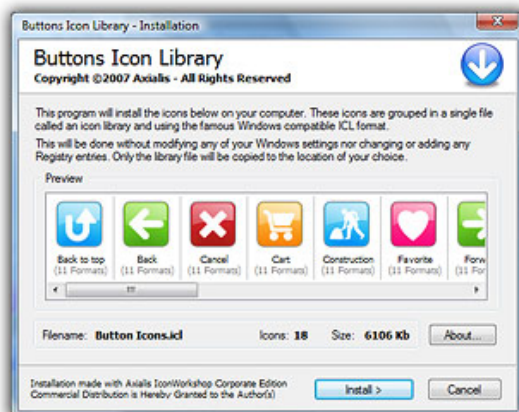 Buttons Icon Library - Installation
Buttons Icon Library
Copyright ©2007 Axialis - All Rights Reserved
This program will install the icons below on your computer. These icons are grouped in a single file
called an icon library and using the famous Windows compatible ICL format.
This will be done without modifying any of your Windows settings nor changing or adding any
Registry entries. Only the library file will be copied to the location of your choice.
Preview
Back to top Back Cancel Cart Construction Favorite Forw
(11 Formats) (11 Formats) (11 Formats) (11 Formats) (11 Formats) (11 Formats) (11 For
Filename: Button Icons.icl Icons: 18 Size: 6106 Kb About...
Installation made with Axialis IconWorkshop Corporate Edition
Commercial Distribution is Hereby Granted to the Author(s)
Install > Cancel